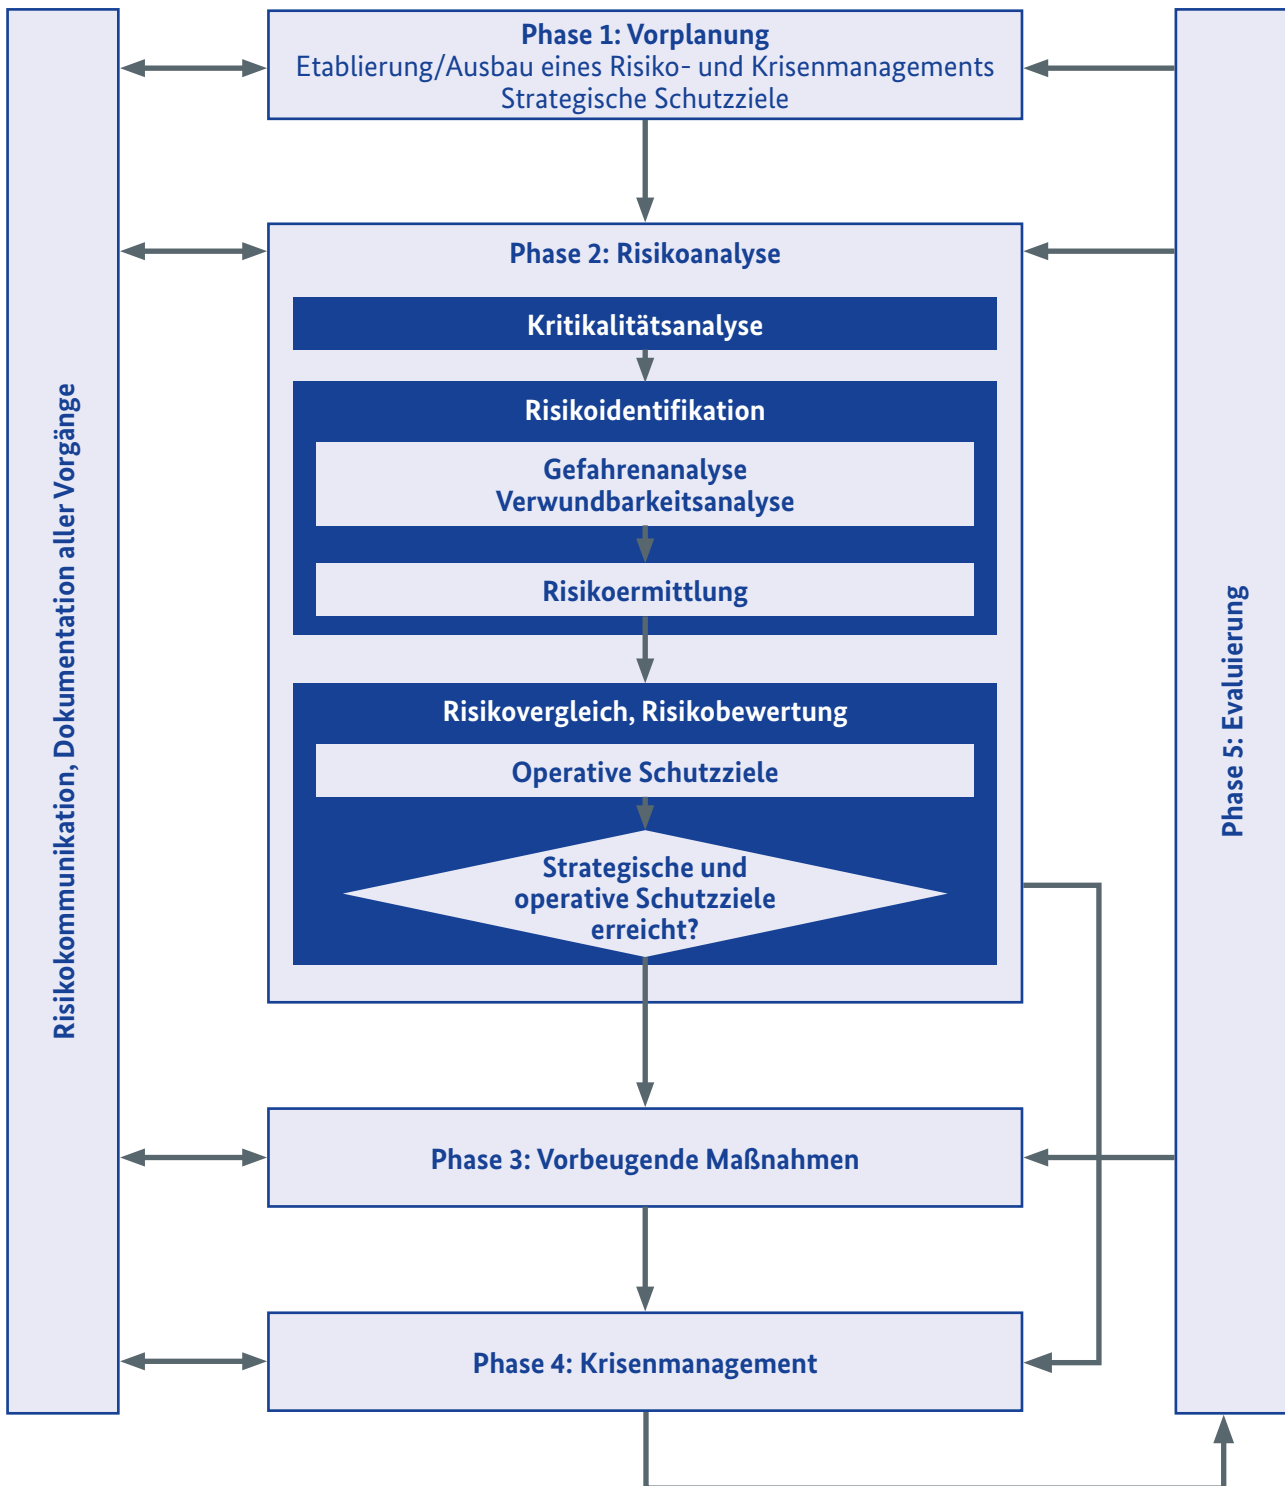 Phase 1: Vorplanung
Etablierung/Ausbau eines Risiko- und Krisenmanagements
Strategische Schutzziele
Phase 2: Risikoanalyse
Kritikalitätsanalyse
Risikoidentifikation
Gefahrenanalyse
Verwundbarkeitsanalyse
Risikoermittlung
Risikovergleich, Risikobewertung
Operative Schutzziele
Strategische und
operative Schutzziele
erreicht?
Phase 3: Vorbeugende Maßnahmen
Phase 4: Krisenmanagement
Risikokommunikation, Dokumentation aller Vorgänge
Phase 5: Evaluierung